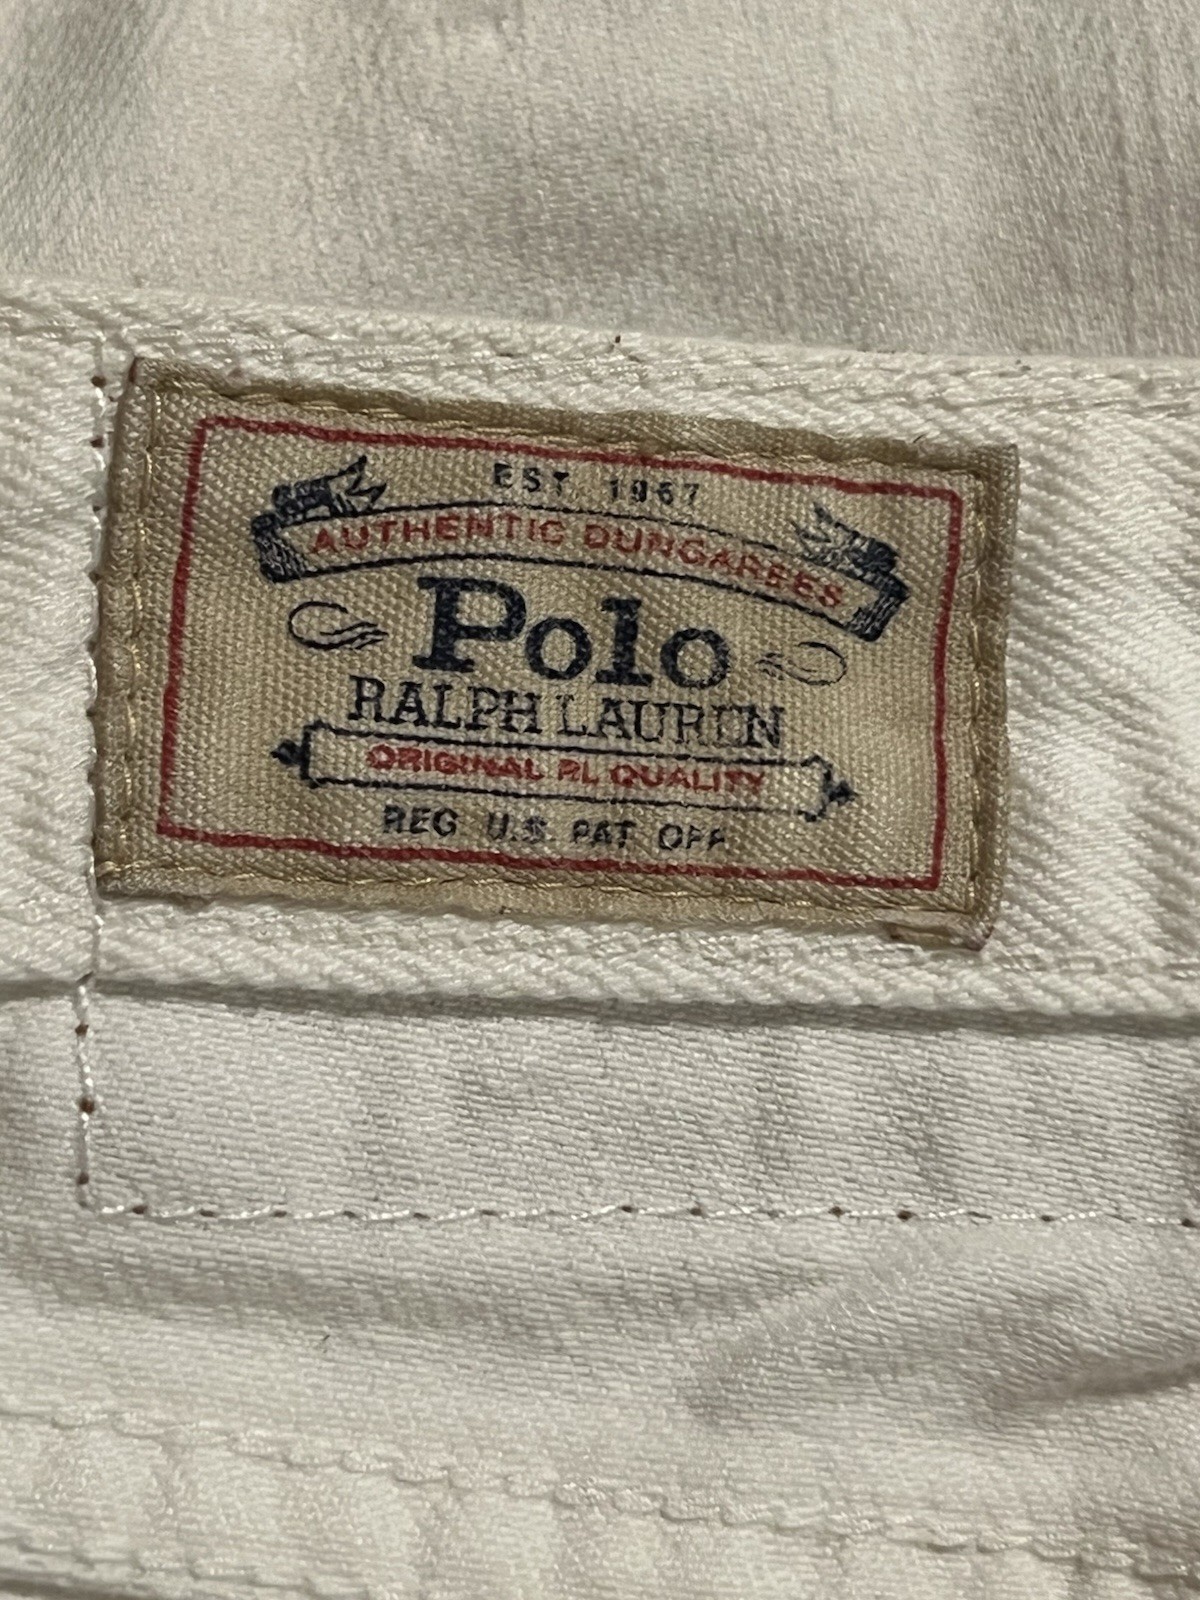 EST. 1967
AUTHENTIC DUNGAREES
Polo
RALPH LAUREN
ORIGINAL RL QUALITY
REG U.S. PAT OFF